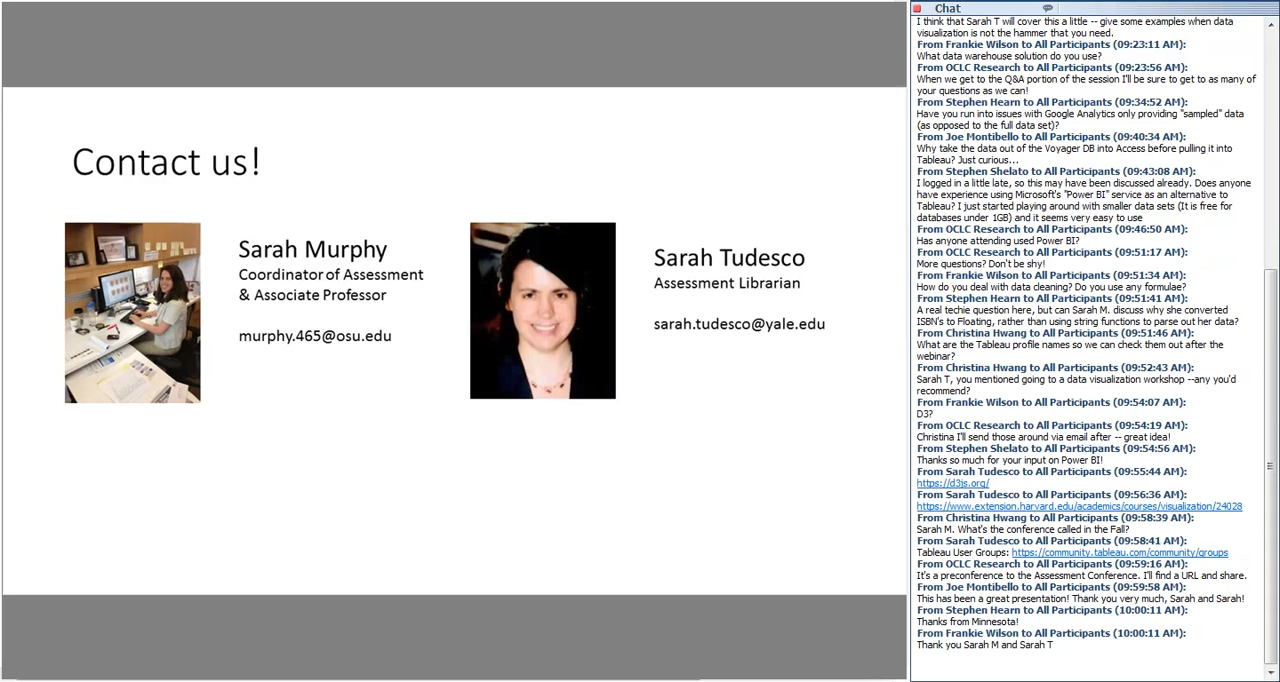 Contact us!
Sarah Murphy
Coordinator of Assessment
& Associate Professor
murphy.465@osu.edu
Sarah Tudesco
Assessment Librarian
sarah.tudesco@yale.edu
Chat
I think that Sarah T will cover this a little -- give some examples when data
visualization is not the hammer that you need.
From Frankie Wilson to All Participants (09:23:11 AM):
What data warehouse solution do you use?
From OCLC Research to All Participants (09:23:56 AM):
When we get to the Q&A portion of the session I'll be sure to get to as many of
your questions as we can!
From Stephen Hearn to All Participants (09:34:52 AM):
Have you run into issues with Google Analytics only providing "sampled" data
(as opposed to the full data set)?
From Joe Montibello to All Participants (09:40:34 AM):
Why take the data out of the Voyager DB into Access before pulling it into
Tableau? Just curious...
From Stephen Shelato to All Participants (09:43:08 AM):
I logged in a little late, so this may have been discussed already. Does anyone
have experience using Microsoft's "Power BI" service as an alternative to
Tableau? I just started playing around with smaller data sets (It is free for
databases under 1GB) and it seems very easy to use
From OCLC Research to All Participants (09:46:50 AM):
Has anyone attending used Power BI?
From OCLC Research to All Participants (09:51:17 AM):
More questions? Don't be shy!
From Frankie Wilson to All Participants (09:51:34 AM):
How do you deal with data cleaning? Do you use any formulae?
From Stephen Hearn to All Participants (09:51:41 AM):
A real techie question here, but can Sarah M. discuss why she converted
ISBN's to Floating, rather than using string functions to parse out her data?
From Christina Hwang to All Participants (09:51:46 AM):
What are the Tableau profile names so we can check them out after the
webinar?
From Christina Hwang to All Participants (09:52:43 AM):
Sarah T, you mentioned going to a data visualization workshop --any you'd
recommend?
From Frankie Wilson to All Participants (09:54:07 AM):
D3?
From OCLC Research to All Participants (09:54:19 AM):
Christina I'll send those around via email after -- great idea!
From Stephen Shelato to All Participants (09:54:56 AM):
Thanks so much for your input on Power BI!
From Sarah Tudesco to All Participants (09:55:44 AM):
https://d3js.org/
From Sarah Tudesco to All Participants (09:56:36 AM):
https://www.extension.harvard.edu/academics/courses/visualization/24028
From Christina Hwang to All Participants (09:58:39 AM):
Sarah M. What's the conference called in the Fall?
From Sarah Tudesco to All Participants (09:58:41 AM):
Tableau User Groups: https://community.tableau.com/community/groups
From OCLC Research to All Participants (09:59:16 AM):
It's a preconference to the Assessment Conference. I'll find a URL and share.
From Joe Montibello to All Participants (09:59:58 AM):
This has been a great presentation! Thank you very much, Sarah and Sarah!
From Stephen Hearn to All Participants (10:00:11 AM):
Thanks from Minnesota!
From Frankie Wilson to All Participants (10:00:11 AM):
Thank you Sarah M and Sarah T